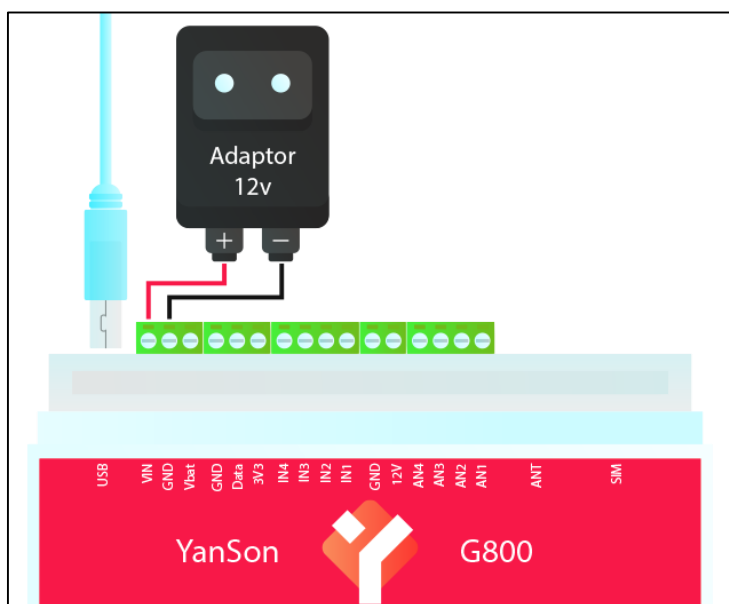 Adaptor
12v
+ −
USB VIN GND Vbat GND Data 3V3 IN4 IN3 IN2 IN1 GND 12V AN4 AN3 AN2 AN1 ANT SIM
YanSon G800